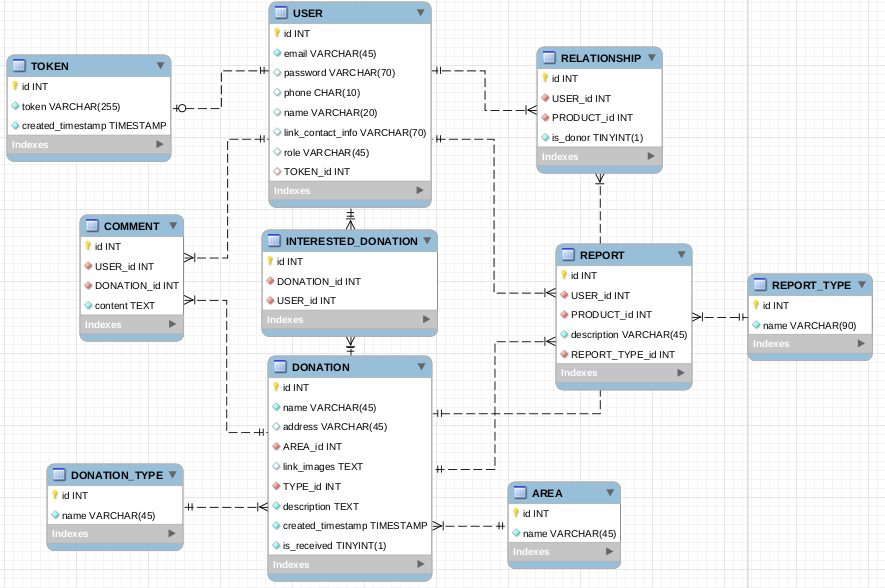 USER
id INT
email VARCHAR(45)
password VARCHAR(70)
phone CHAR(10)
name VARCHAR(20)
link_contact_info VARCHAR(70)
role VARCHAR(45)
TOKEN_id INT
Indexes
TOKEN
id INT
token VARCHAR(255)
created_timestamp TIMESTAMP
Indexes
RELATIONSHIP
id INT
USER_id INT
PRODUCT_id INT
is_donor TINYINT(1)
Indexes
COMMENT
id INT
USER_id INT
DONATION_id INT
content TEXT
Indexes
INTERESTED_DONATION
id INT
DONATION_id INT
USER_id INT
Indexes
REPORT
id INT
USER_id INT
PRODUCT_id INT
description VARCHAR(45)
REPORT_TYPE_id INT
Indexes
REPORT_TYPE
id INT
name VARCHAR(90)
Indexes
DONATION
id INT
name VARCHAR(45)
address VARCHAR(45)
AREA_id INT
link_images TEXT
TYPE_id INT
description TEXT
created_timestamp TIMESTAMP
is_received TINYINT(1)
Indexes
DONATION_TYPE
id INT
name VARCHAR(45)
Indexes
AREA
id INT
name VARCHAR(45)
Indexes